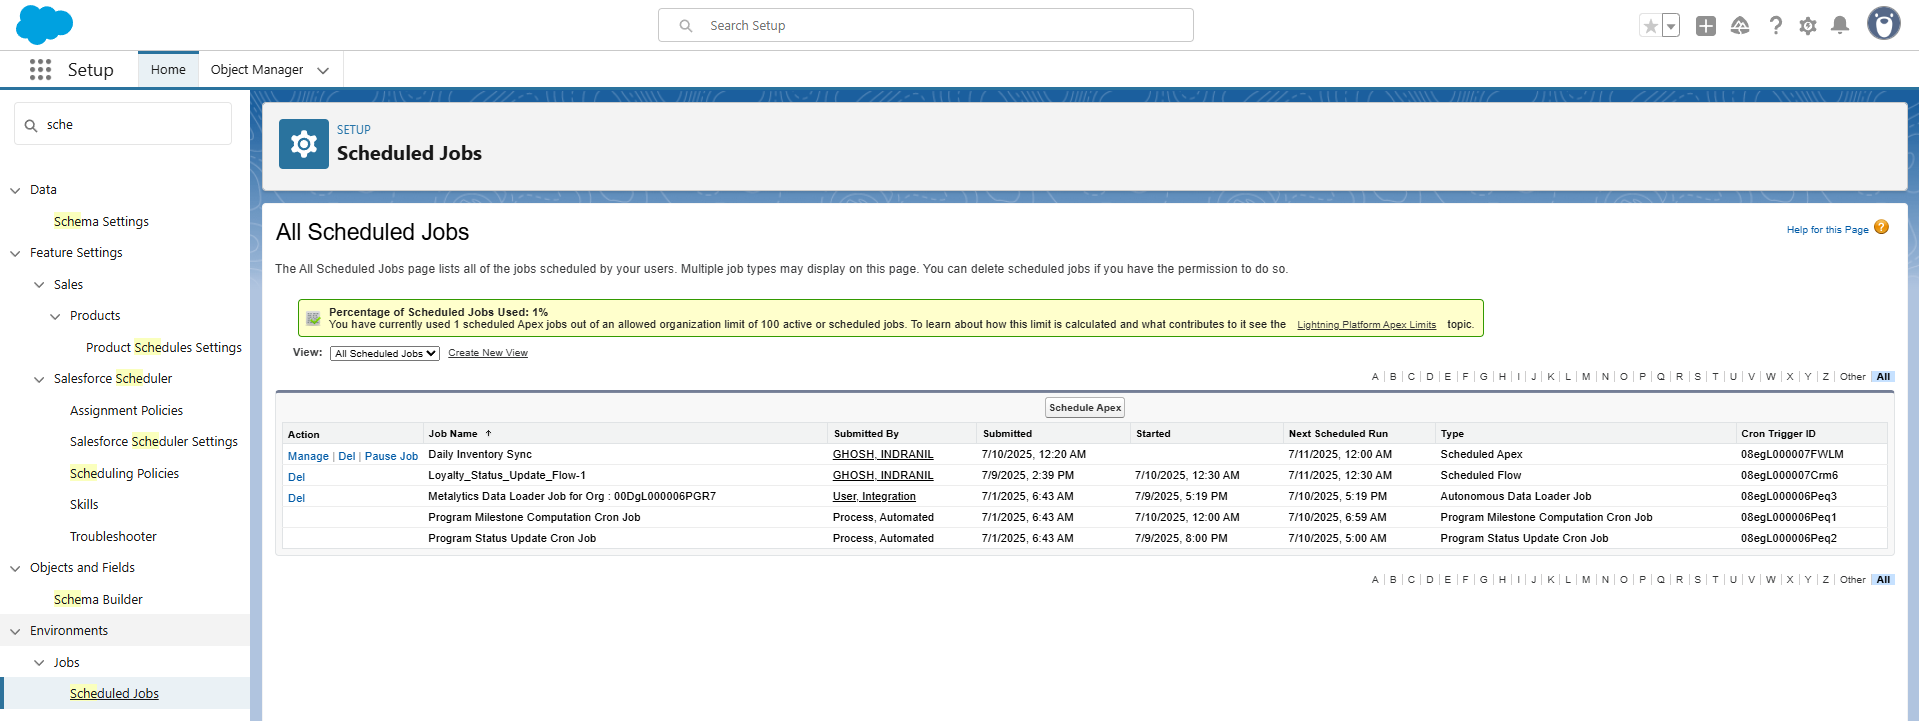 Search Setup
Setup
Home
Object Manager
sche
Data
Schema Settings
Feature Settings
Sales
Products
Product Schedules Settings
Salesforce Scheduler
Assignment Policies
Salesforce Scheduler Settings
Scheduling Policies
Skills
Troubleshooter
Objects and Fields
Schema Builder
Environments
Jobs
Scheduled Jobs
SETUP
Scheduled Jobs
All Scheduled Jobs
Help for this Page ?
The All Scheduled Jobs page lists all of the jobs scheduled by your users. Multiple job types may display on this page. You can delete scheduled jobs if you have the permission to do so.
Percentage of Scheduled Jobs Used: 1%
You have currently used 1 scheduled Apex jobs out of an allowed organization limit of 100 active or scheduled jobs. To learn about how this limit is calculated and what contributes to it see the Lightning Platform Apex Limits topic.
View: All Scheduled Jobs Create New View
A | B | C | D | E | F | G | H | I | J | K | L | M | N | O | P | Q | R | S | T | U | V | W | X | Y | Z | Other | All
Schedule Apex
Action Job Name ↑ Submitted By Submitted Started Next Scheduled Run Type Cron Trigger ID
Manage | Del | Pause Job Daily Inventory Sync GHOSH, INDRANIL 7/10/2025, 12:20 AM 7/11/2025, 12:00 AM Scheduled Apex 08egL000007FWLM
Del Loyalty_Status_Update_Flow-1 GHOSH, INDRANIL 7/9/2025, 2:39 PM 7/10/2025, 12:30 AM 7/11/2025, 12:30 AM Scheduled Flow 08egL000007Crm6
Del Metalytics Data Loader Job for Org : 00DgL000006PGR7 User, Integration 7/1/2025, 6:43 AM 7/9/2025, 5:19 PM 7/10/2025, 5:19 PM Autonomous Data Loader Job 08egL000006Peq3
Program Milestone Computation Cron Job Process, Automated 7/1/2025, 6:43 AM 7/10/2025, 12:00 AM 7/10/2025, 6:59 AM Program Milestone Computation Cron Job 08egL000006Peq1
Program Status Update Cron Job Process, Automated 7/1/2025, 6:43 AM 7/9/2025, 8:00 PM 7/10/2025, 5:00 AM Program Status Update Cron Job 08egL000006Peq2
A | B | C | D | E | F | G | H | I | J | K | L | M | N | O | P | Q | R | S | T | U | V | W | X | Y | Z | Other | All